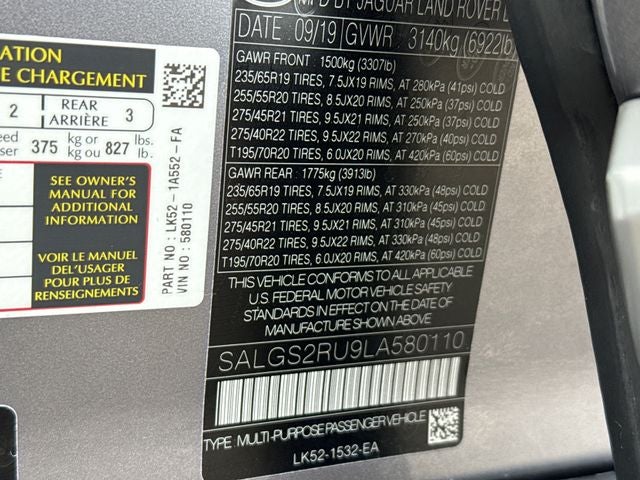 ATION
E CHARGEMENT
2 REAR ARRIÈRE 3
375 kg or kg ou 827 lbs. lb.
SEE OWNER'S
MANUAL FOR
ADDITIONAL
INFORMATION
VOIR LE MANUEL
DEL'USAGER
POUR PLUS DE
RENSEIGNEMENTS
PART NO : LK52 - 1A552 - FA
VIN NO : 580110
MFD BY JAGUAR LAND ROVER
DATE : 09/19 GVWR : 3140kg (6922lb)
GAWR FRONT : 1500kg (3307lb)
235/65R19 TIRES, 7.5JX19 RIMS, AT 280kPa (41psi) COLD
255/55R20 TIRES, 8.5JX20 RIMS, AT 250kPa (37psi) COLD
275/45R21 TIRES, 9.5JX21 RIMS, AT 250kPa (37psi) COLD
275/40R22 TIRES, 9.5JX22 RIMS, AT 270kPa (40psi) COLD
T195/70R20 TIRES, 6.0JX20 RIMS, AT 420kPa (60psi) COLD
GAWR REAR : 1775kg (3913lb)
235/65R19 TIRES, 7.5JX19 RIMS, AT 330kPa (48psi) COLD
255/55R20 TIRES, 8.5JX20 RIMS, AT 310kPa (45psi) COLD
275/45R21 TIRES, 9.5JX21 RIMS, AT 310kPa (45psi) COLD
275/40R22 TIRES, 9.5JX22 RIMS, AT 330kPa (48psi) COLD
T195/70R20 TIRES, 6.0JX20 RIMS, AT 420kPa (60psi) COLD
THIS VEHICLE CONFORMS TO ALL APPLICABLE
U.S. FEDERAL MOTOR VEHICLE SAFETY
STANDARDS IN EFFECT ON THE DATE OF
MANUFACTURE SHOWN ABOVE.
SALGS2RU9LA580110
TYPE: MULTI-PURPOSE PASSENGER VEHICLE
LK52-1532-EA